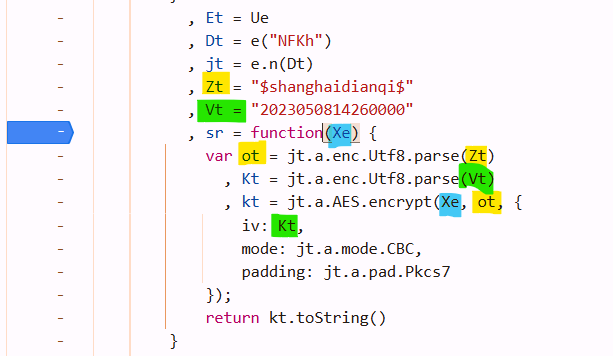 , Et = Ue
, Dt = e("NFKh")
, jt = e.n(Dt)
, Zt = "$shanghaidianqi$"
, Vt = "2023050814260000"
, sr = function(Xe) {
var ot = jt.a.enc.Utf8.parse(Zt)
, Kt = jt.a.enc.Utf8.parse(Vt)
, kt = jt.a.AES.encrypt(Xe, ot, {
iv: Kt,
mode: jt.a.mode.CBC,
padding: jt.a.pad.Pkcs7
});
return kt.toString()
}